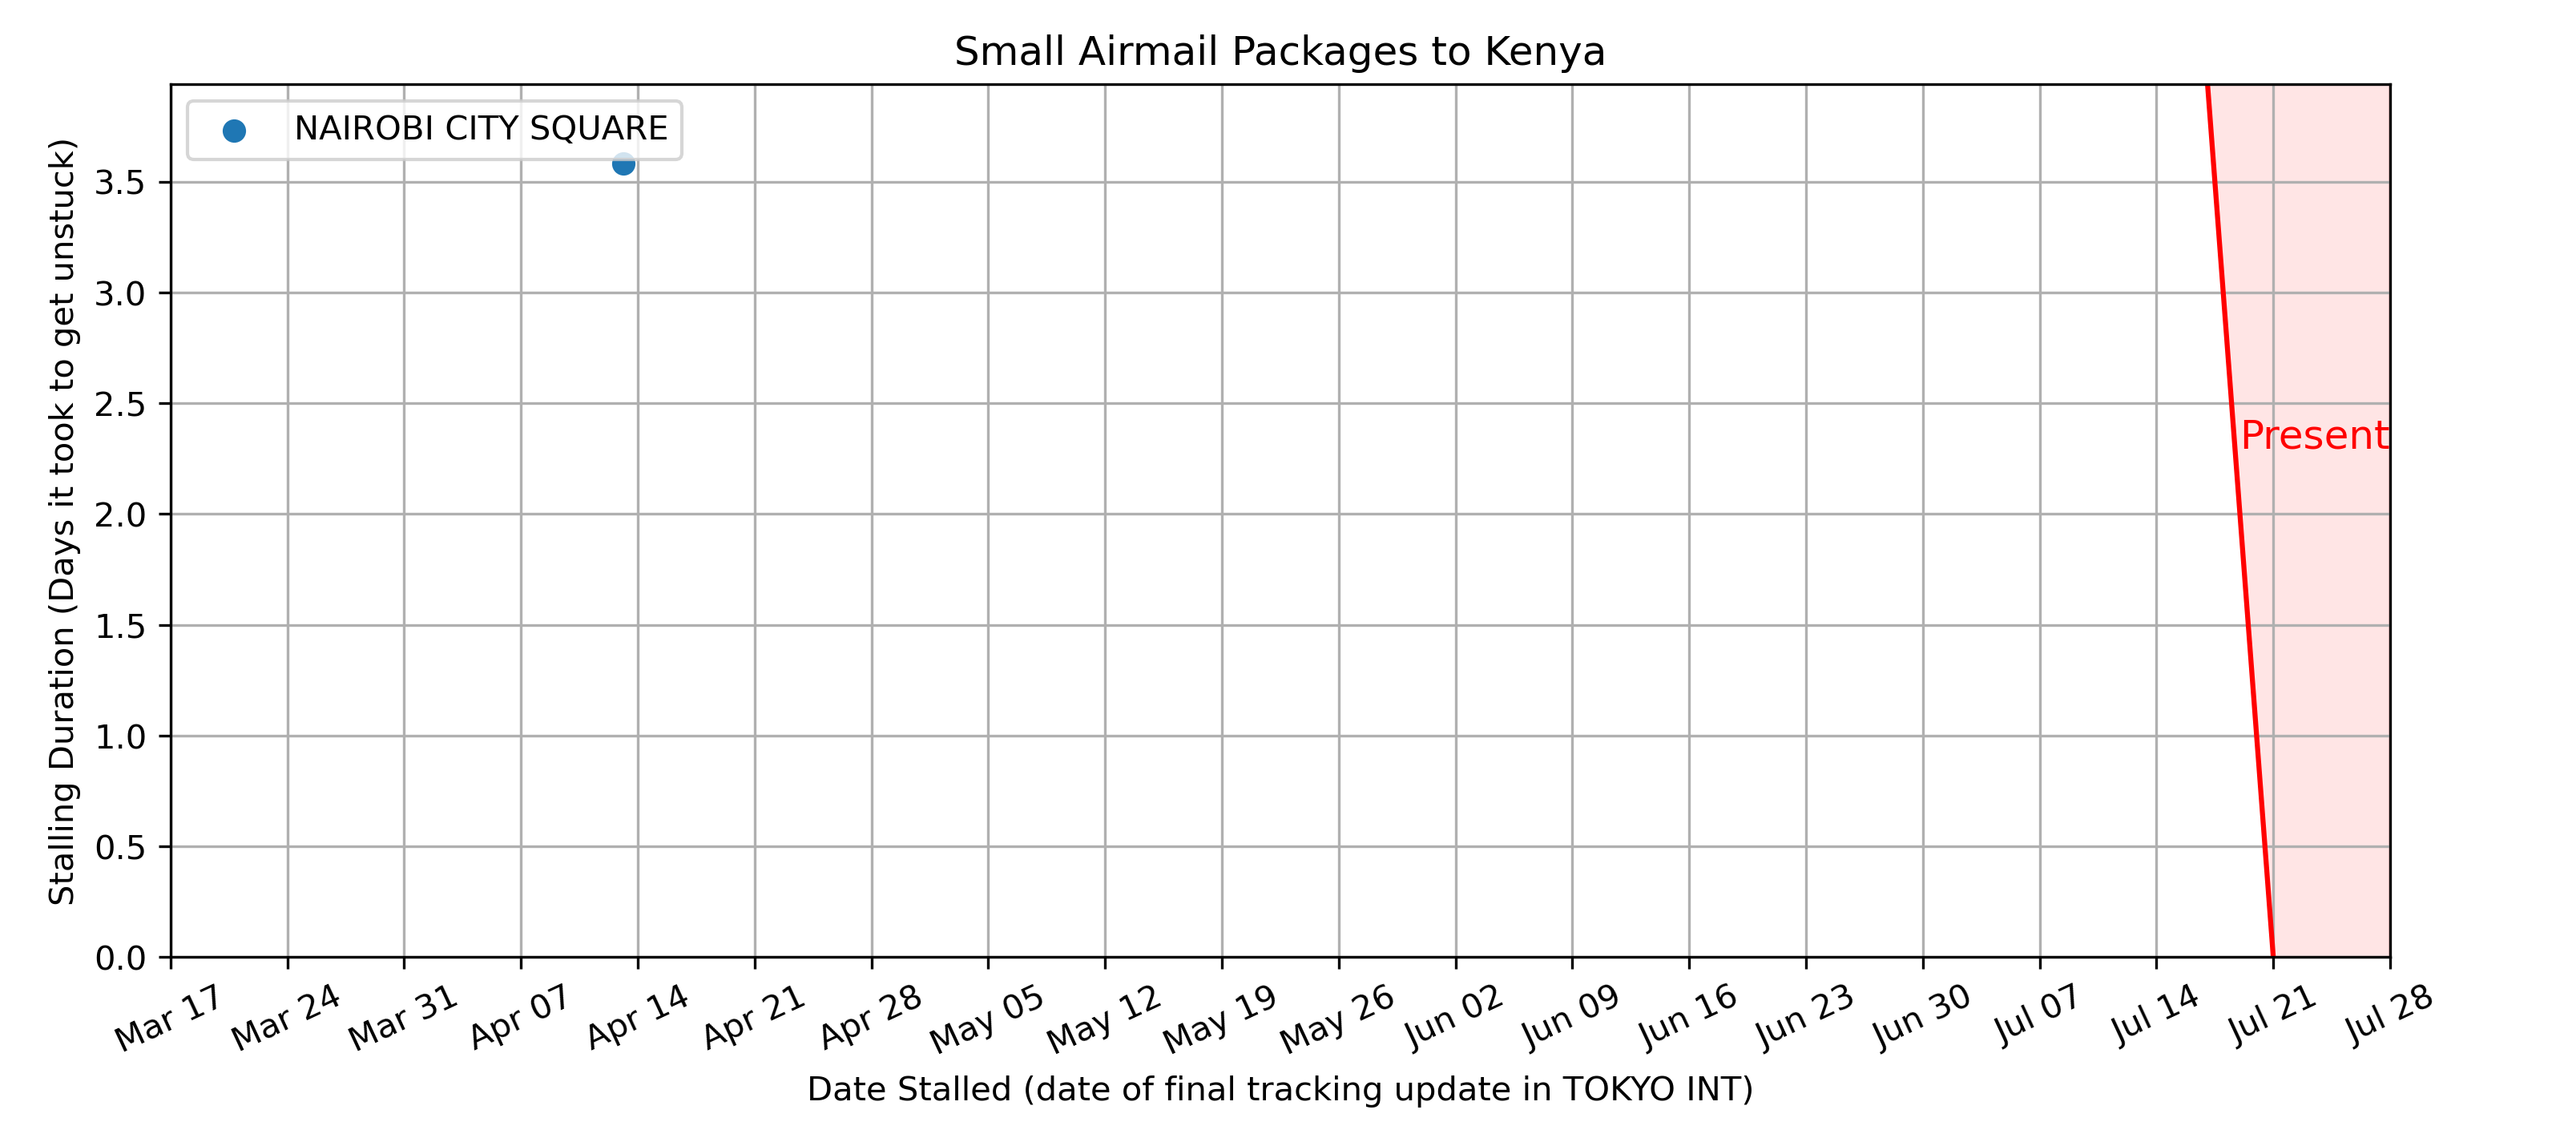 Small Airmail Packages to Kenya
NAIROBI CITY SQUARE
Stalling Duration (Days it took to get unstuck)
3.5
3.0
2.5
2.0
1.5
1.0
0.5
0.0
Present
Mar 17
Mar 24
Mar 31
Apr 07
Apr 14
Apr 21
Apr 28
May 05
May 12
May 19
May 26
Jun 02
Jun 09
Jun 16
Jun 23
Jun 30
Jul 07
Jul 14
Jul 21
Jul 28
Date Stalled (date of final tracking update in TOKYO INT)